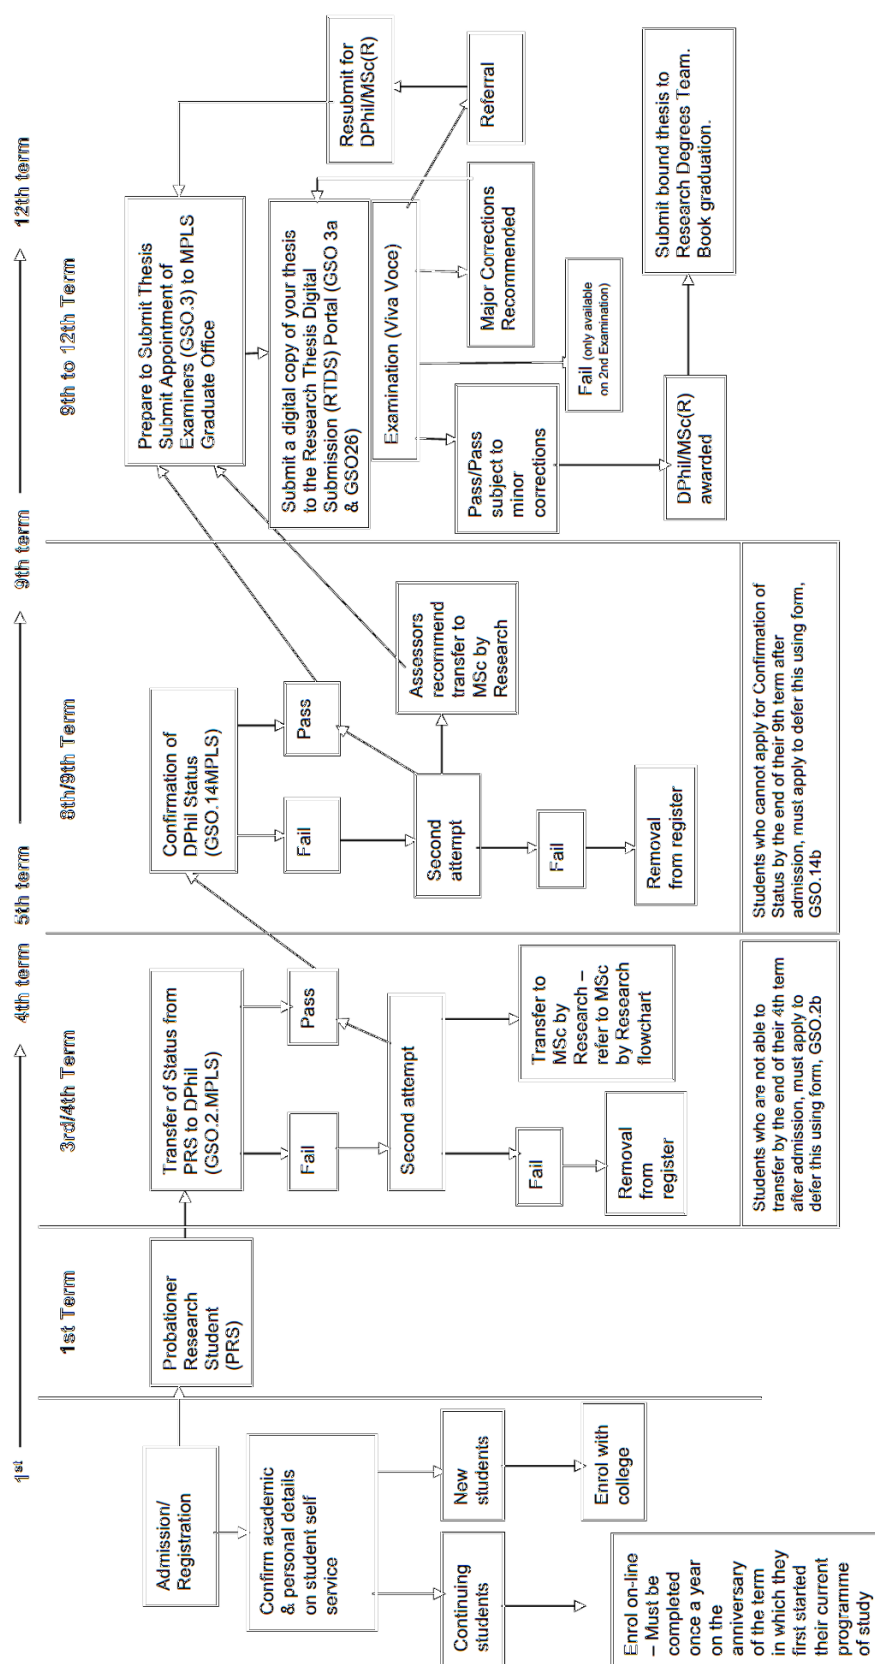 1st
4th term
5th term
9th term
12th term
1st Term
3rd/4th Term
8th/9th Term
9th to 12th Term
Admission/
Registration
Confirm academic
& personal details
on student self
service
Continuing
students
New
students
Enrol with
college
Enrol on-line
– Must be
completed
once a year
on the
anniversary
of the term
in which they
first started
their current
programme
of study
Probationer
Research
Student
(PRS)
Transfer of Status from
PRS to DPhil
(GSO.2.MPLS)
Fail
Pass
Second attempt
Fail
Removal
from
register
Transfer to
MSc by
Research –
refer to MSc
by Research
flowchart
Students who are not able to
transfer by the end of their 4th term
after admission, must apply to
defer this using form, GSO.2b
Confirmation of
DPhil Status
(GSO.14MPLS)
Fail
Pass
Second
attempt
Assessors
recommend
transfer to
MSc by
Research
Fail
Removal
from register
Students who cannot apply for Confirmation of
Status by the end of their 9th term after
admission, must apply to defer this using form,
GSO.14b
Prepare to Submit Thesis
Submit Appointment of
Examiners (GSO.3) to MPLS
Graduate Office
Submit a digital copy of your thesis
to the Research Thesis Digital
Submission (RTDS) Portal (GSO 3a
& GSO26)
Examination (Viva Voce)
Pass/Pass
subject to
minor
corrections
Fail (only available
on 2nd Examination)
Major Corrections
Recommended
Referral
Resubmit for
DPhil/MSc(R)
DPhil/MSc(R)
awarded
Submit bound thesis to
Research Degrees Team.
Book graduation.